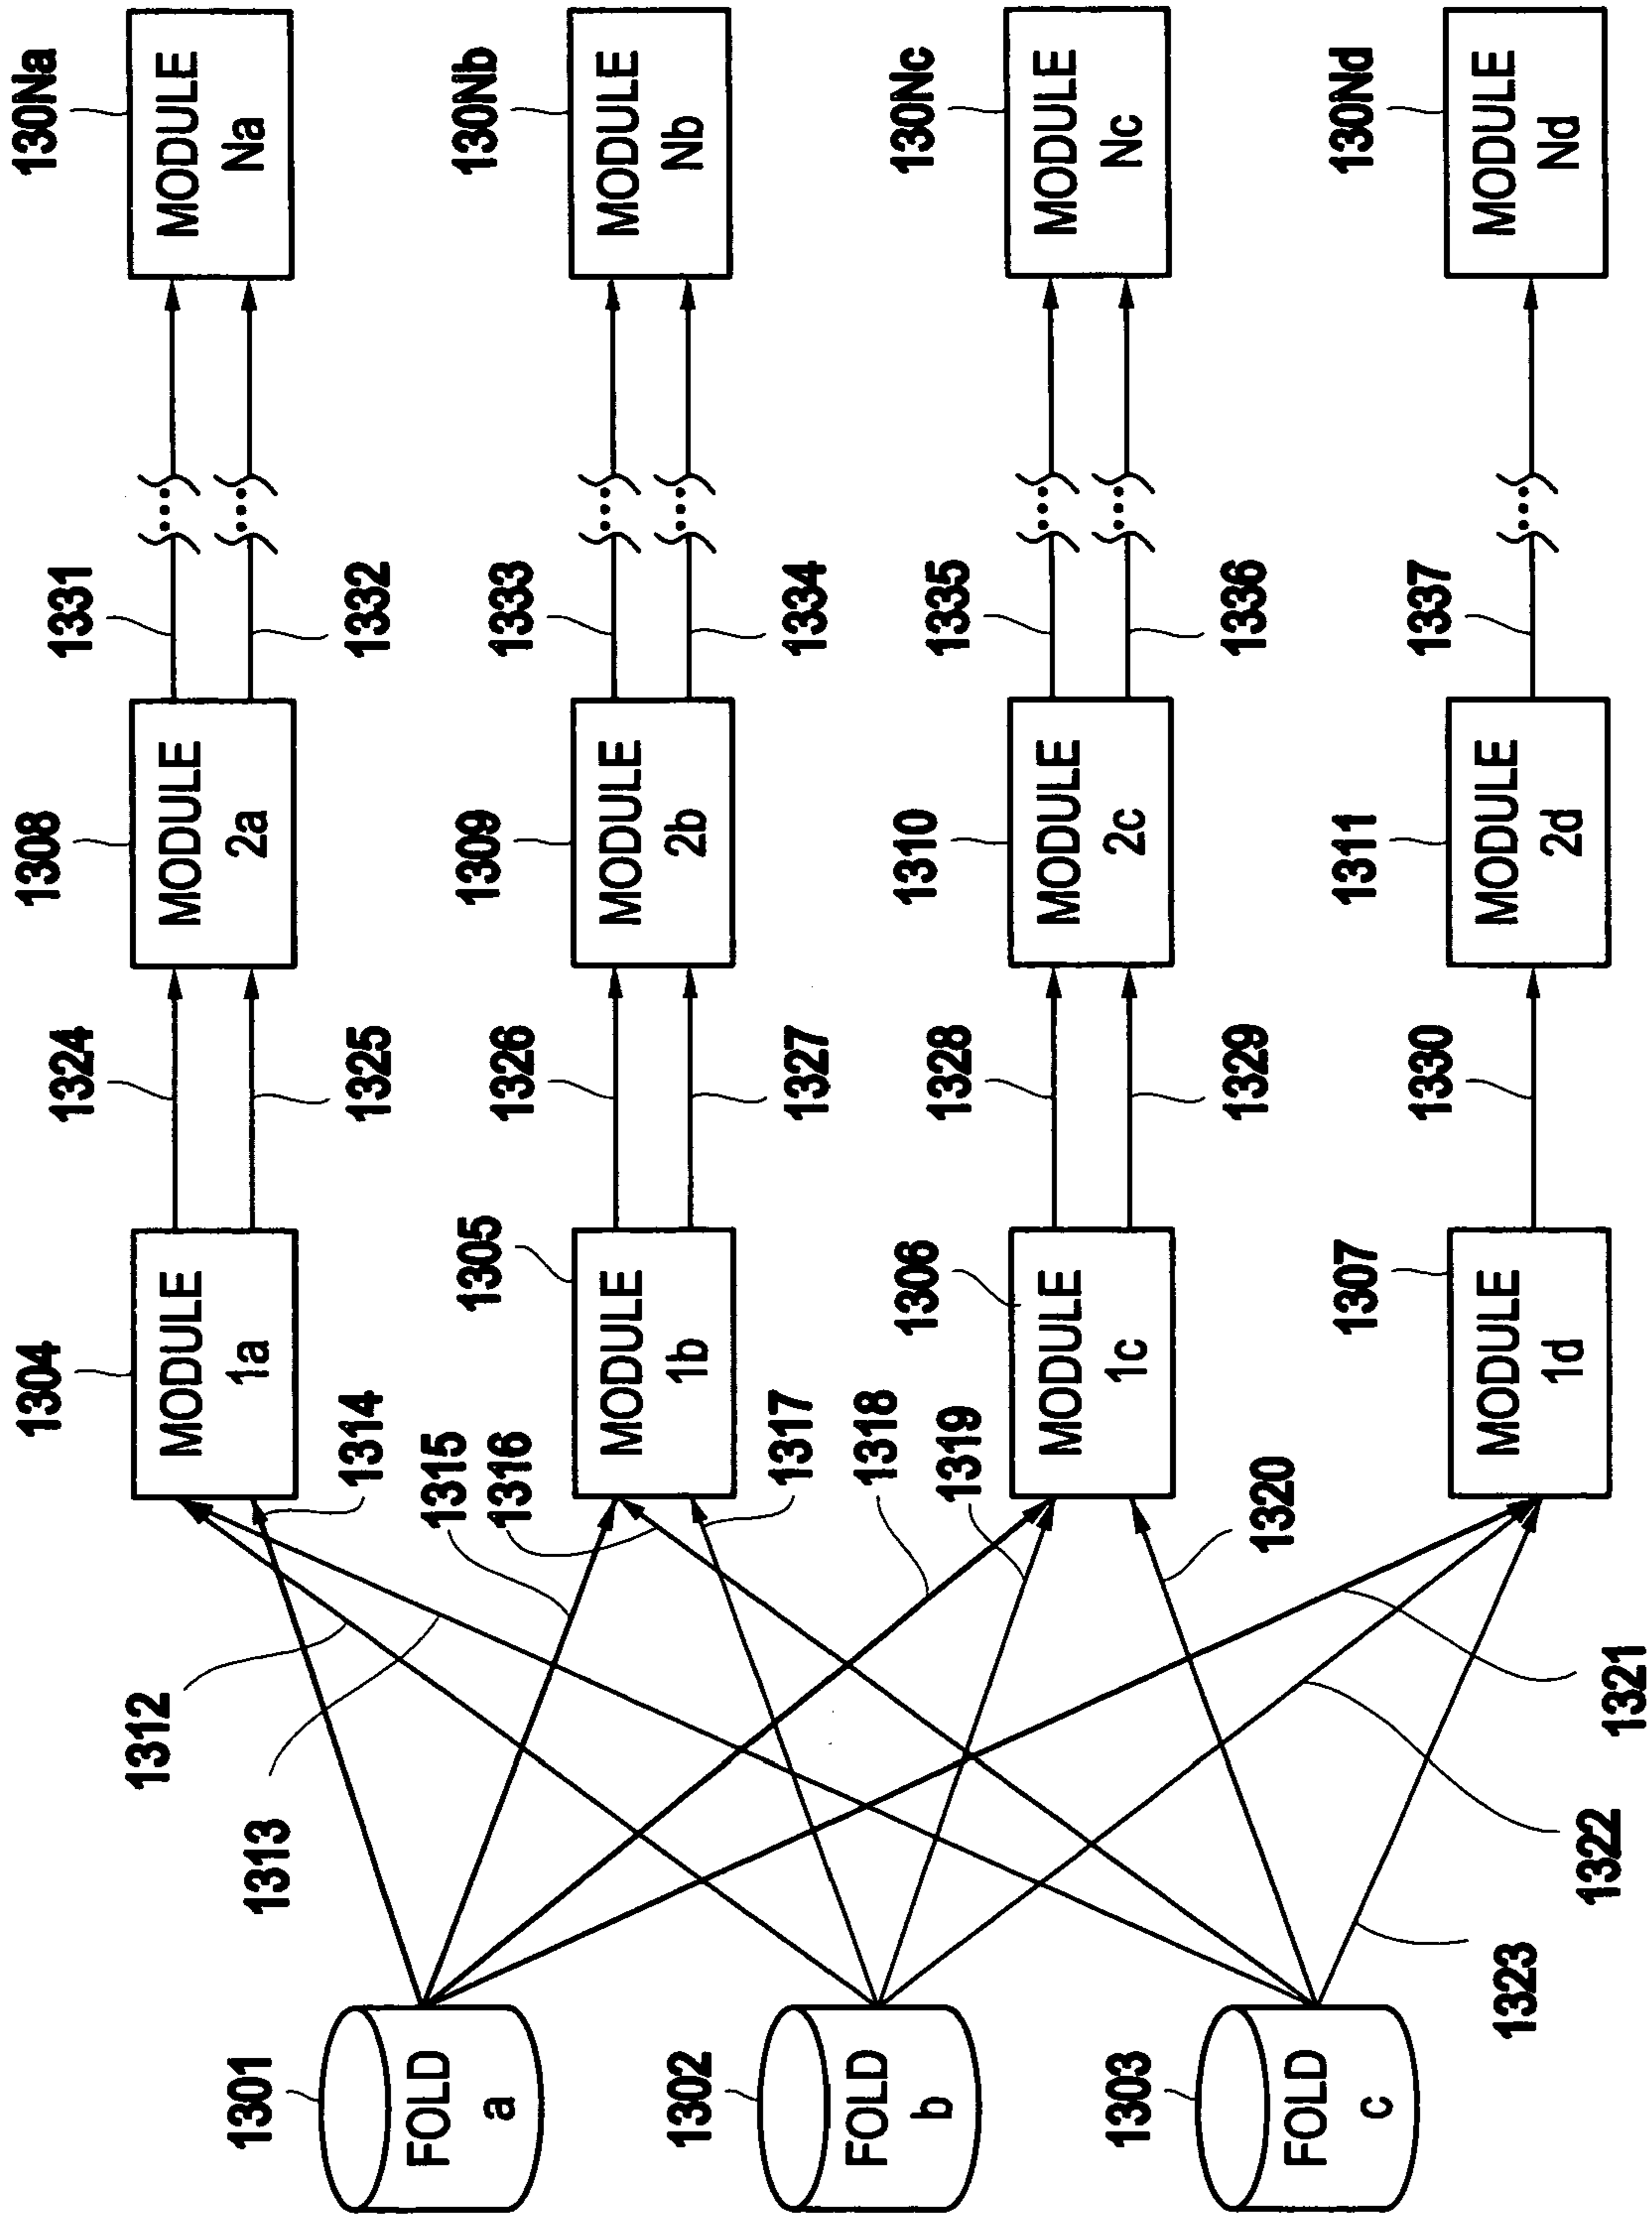 1301
FOLD
a
1302
FOLD
b
1303
FOLD
c
1312
1313
1314
1315
1316
1317
1318
1319
1320
1321
1322
1323
1304
MODULE
1a
1305
MODULE
1b
1306
MODULE
1c
1307
MODULE
1d
1324
1325
1326
1327
1328
1329
1330
1308
MODULE
2a
1309
MODULE
2b
1310
MODULE
2c
1311
MODULE
2d
1331
1332
1333
1334
1335
1336
1337
130Na
MODULE
Na
130Nb
MODULE
Nb
130Nc
MODULE
Nc
130Nd
MODULE
Nd